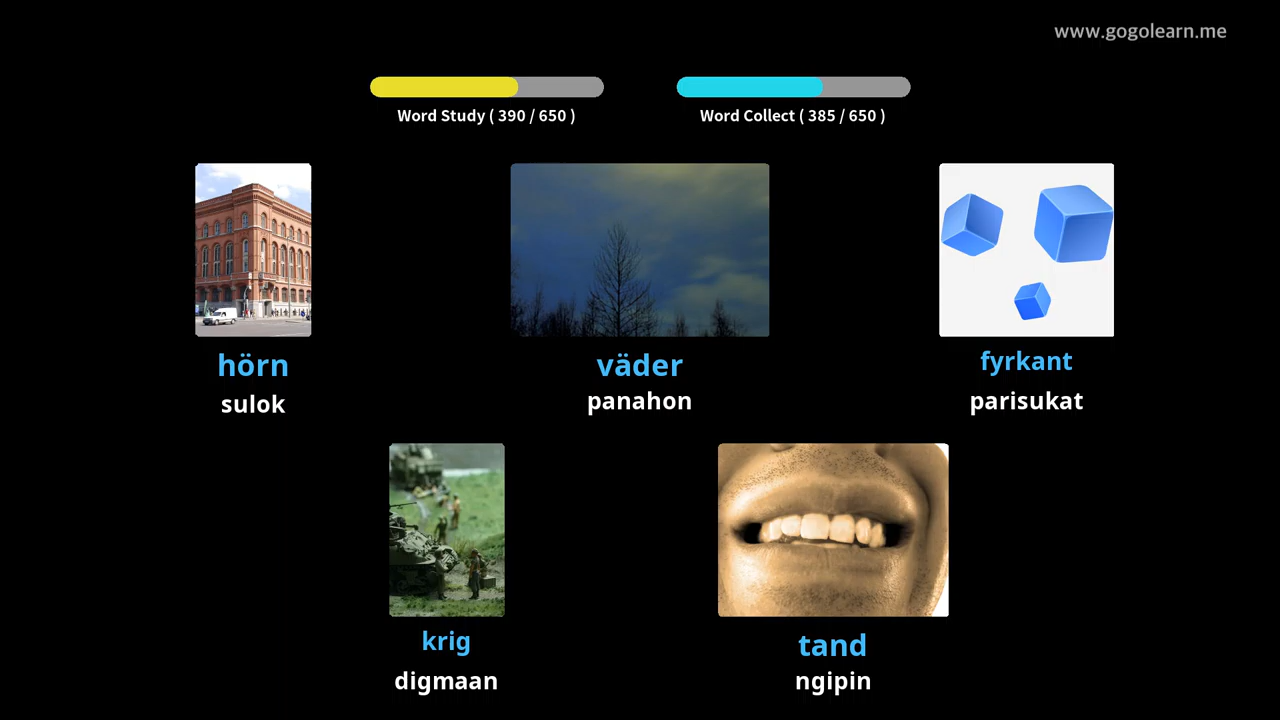 www.gogolearn.me
Word Study ( 390 / 650 )
Word Collect ( 385 / 650 )
hörn
sulok
väder
panahon
fyrkant
parisukat
krig
digmaan
tand
ngipin